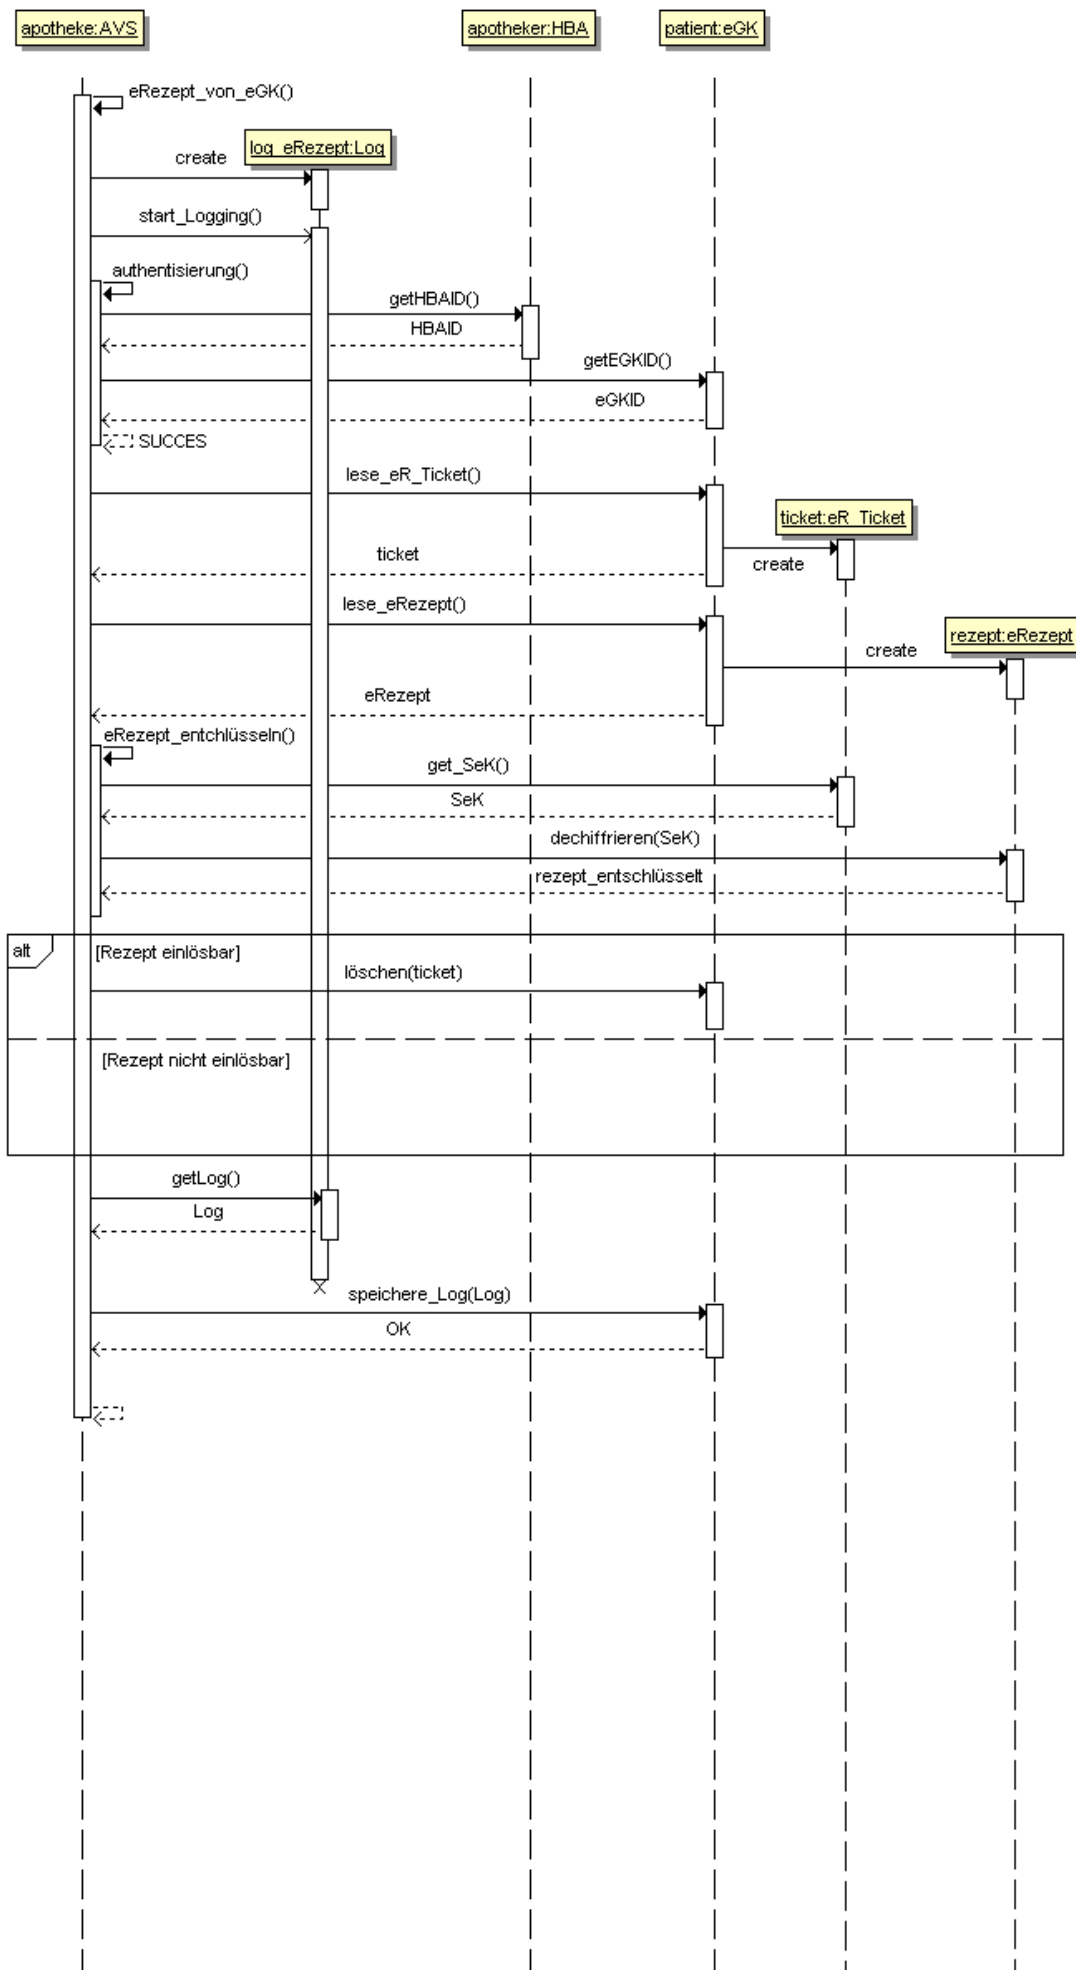 apotheke:AVS
apotheker:HBA
patient:eGK
eRezept_von_eGK()
log_eRezept:Log
create
start_Logging()
authentisierung()
getHBAID()
HBAID
getEGKID()
eGKID
SUCCES
lese_eR_Ticket()
ticket:eR_Ticket
ticket
create
lese_eRezept()
rezept:eRezept
create
eRezept
eRezept_entchlüsseln()
get_SeK()
SeK
dechiffrieren(SeK)
rezept_entschlüsselt
alt
[Rezept einlösbar]
löschen(ticket)
[Rezept nicht einlösbar]
getLog()
Log
speichere_Log(Log)
OK